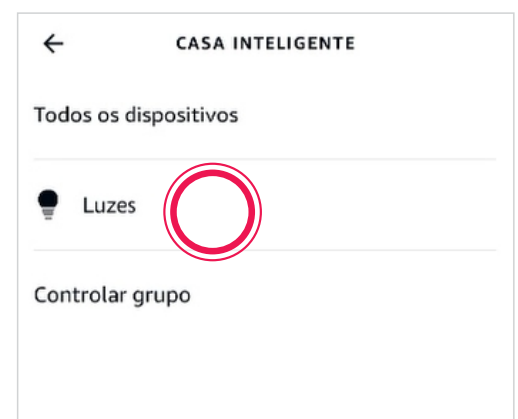 CASA INTELIGENTE
Todos os dispositivos
Luzes
Controlar grupo